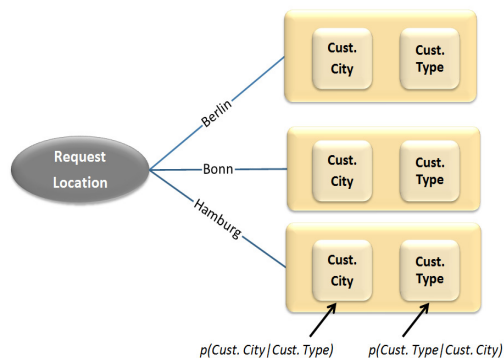 Cust.
City
Cust.
Type
Berlin
Request
Location
Bonn
Cust.
City
Cust.
Type
Hamburg
Cust.
City
Cust.
Type
p(Cust. City|Cust. Type)
p(Cust. Type|Cust. City)